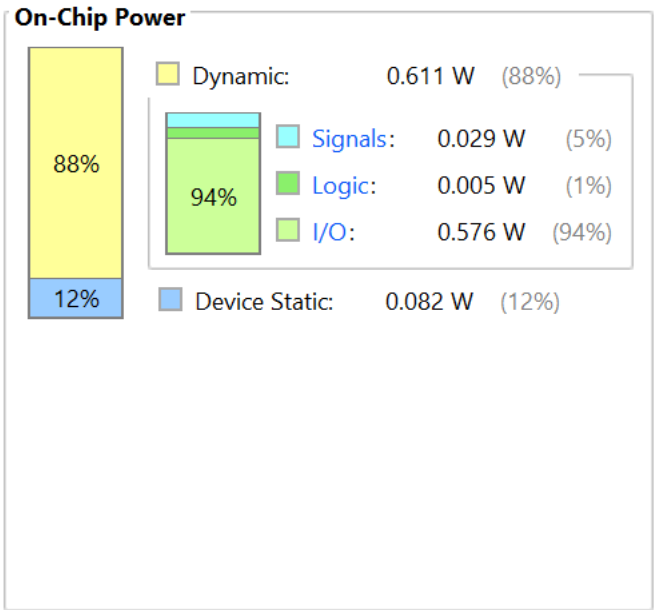 On-Chip Power
Dynamic: 0.611 W (88%)
88%
Signals: 0.029 W (5%)
Logic: 0.005 W (1%)
94%
I/O: 0.576 W (94%)
12%
Device Static: 0.082 W (12%)